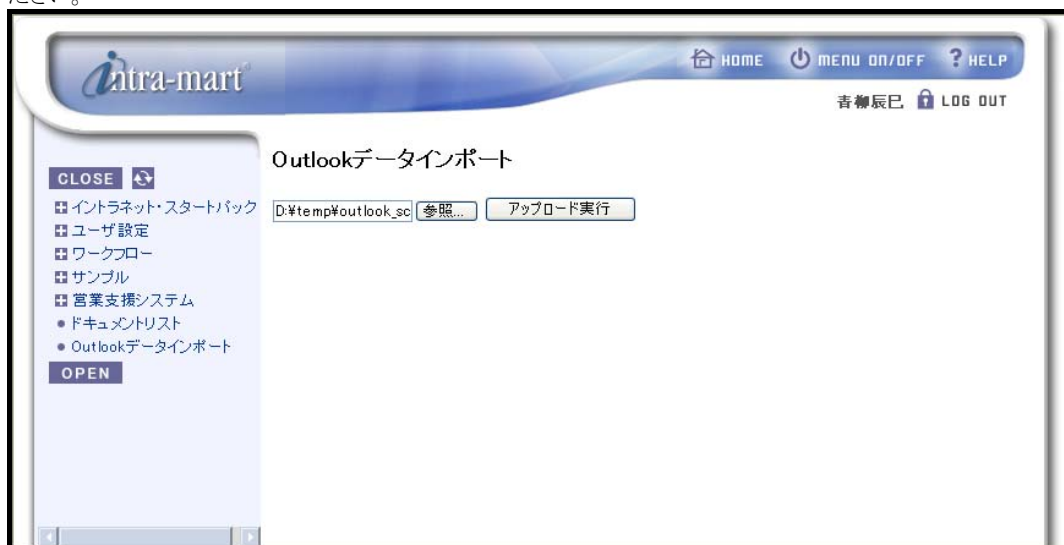 ださい。
intra-mart
HOME MENU ON/OFF ? HELP
青柳辰巳 LOG OUT
Outlookデータインポート
D:¥temp¥outlook_sc 参照... アップロード実行
CLOSE
イントラネット・スタートパック
ユーザ設定
ワークフロー
サンプル
営業支援システム
ドキュメントリスト
Outlookデータインポート
OPEN